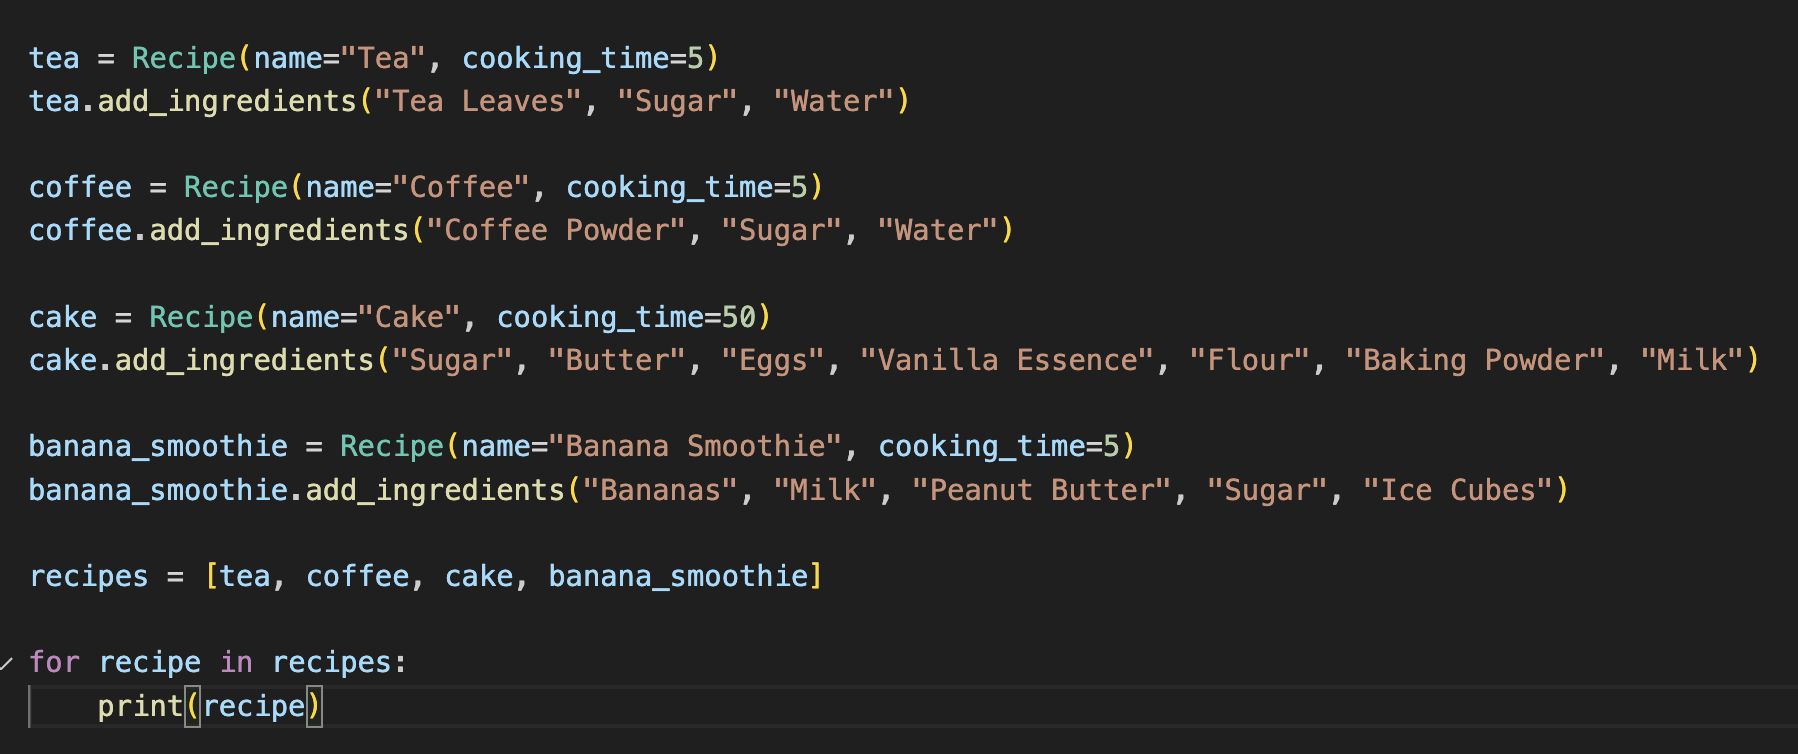 tea = Recipe(name="Tea", cooking_time=5)
tea.add_ingredients("Tea Leaves", "Sugar", "Water")
coffee = Recipe(name="Coffee", cooking_time=5)
coffee.add_ingredients("Coffee Powder", "Sugar", "Water")
cake = Recipe(name="Cake", cooking_time=50)
cake.add_ingredients("Sugar", "Butter", "Eggs", "Vanilla Essence", "Flour", "Baking Powder", "Milk")
banana_smoothie = Recipe(name="Banana Smoothie", cooking_time=5)
banana_smoothie.add_ingredients("Bananas", "Milk", "Peanut Butter", "Sugar", "Ice Cubes")
recipes = [tea, coffee, cake, banana_smoothie]
for recipe in recipes:
    print(recipe)